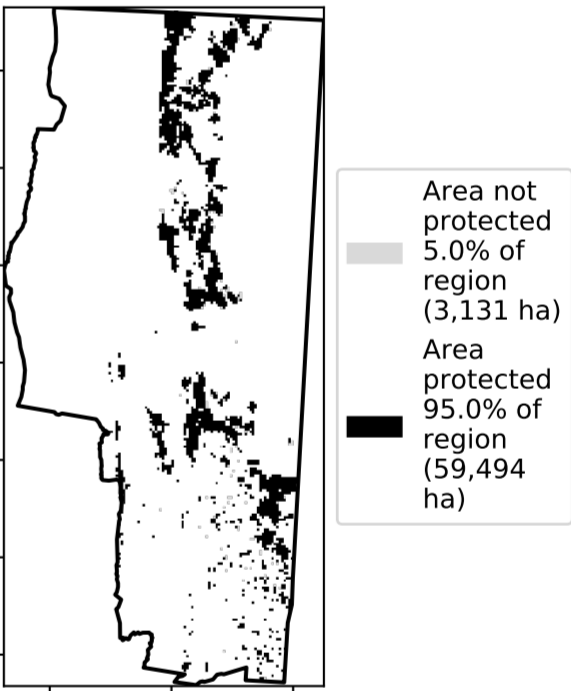 Area not
protected
5.0% of
region
(3,131 ha)
Area
protected
95.0% of
region
(59,494
ha)